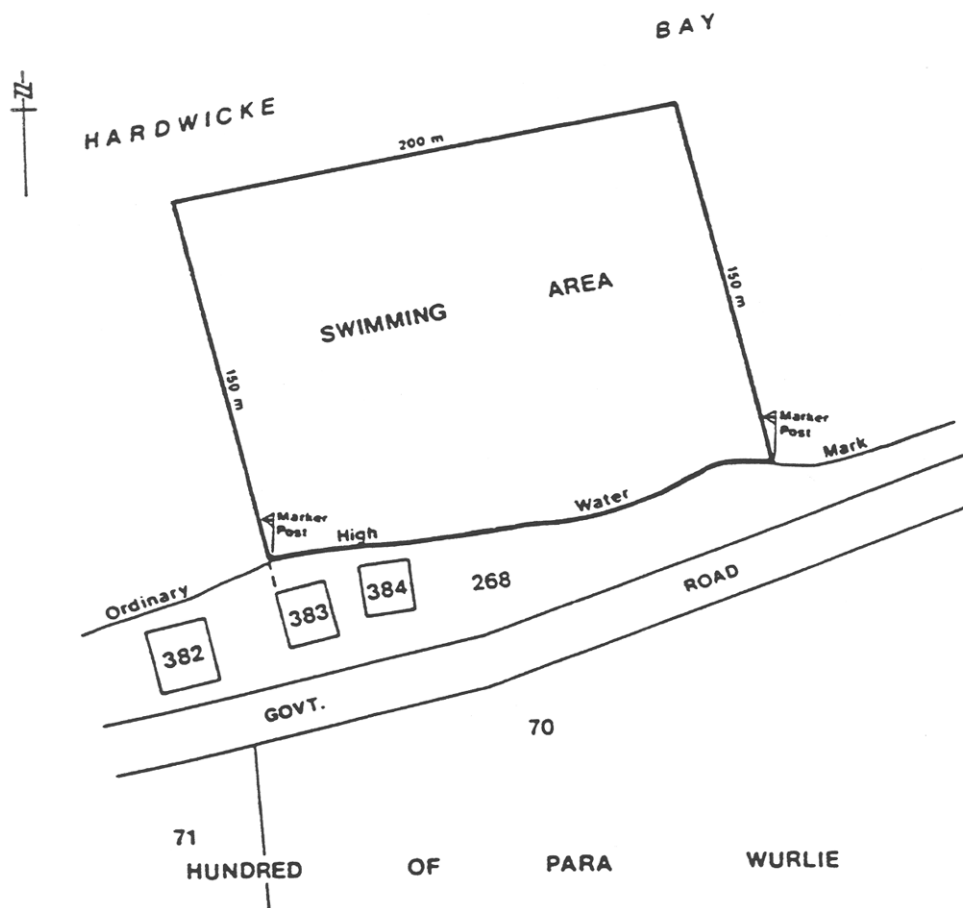 BAY
N
HARDWICKE
200 m
SWIMMING AREA
150 m
150 m
Marker
Post
Marker
Post
Ordinary High Water Mark
382
383
384
268
GOVT. ROAD
70
71
HUNDRED OF PARA WURLIE